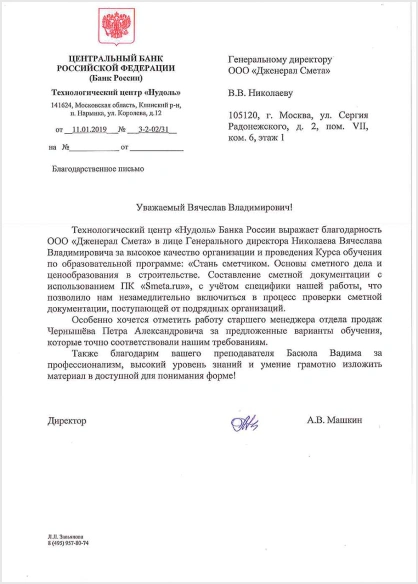 ЦЕНТРАЛЬНЫЙ БАНК
РОССИЙСКОЙ ФЕДЕРАЦИИ
(Банк России)
Технологический центр «Нудоль»
141624, Московская область, Клинский р-н,
п. Нарынка, ул. Королева, д.12
от 11.01.2019 № 3-2-02/31
на № от
Благодарственное письмо
Генеральному директору
ООО «Дженерал Смета»
В.В. Николаеву
105120, г. Москва, ул. Сергия
Радонежского, д. 2, пом. VII,
ком. 6, этаж 1
Уважаемый Вячеслав Владимирович!
Технологический центр «Нудоль» Банка России выражает благодарность
ООО «Дженерал Смета» в лице Генерального директора Николаева Вячеслава
Владимировича за высокое качество организации и проведения Курса обучения
по образовательной программе: «Стань сметчиком. Основы сметного дела и
ценообразования в строительстве. Составление сметной документации с
использованием ПК «Smeta.ru»», с учётом специфики нашей работы, что
позволило нам незамедлительно включиться в процесс проверки сметной
документации, поступающей от подрядных организаций.
Особенно хочется отметить работу старшего менеджера отдела продаж
Чернышёва Петра Александровича за предложенные варианты обучения,
которые точно соответствовали нашим требованиям.
Также благодарим вашего преподавателя Басюла Вадима за
профессионализм, высокий уровень знаний и умение грамотно изложить
материал в доступной для понимания форме!
Директор А.В. Машкин
8 (495) 957-80-74